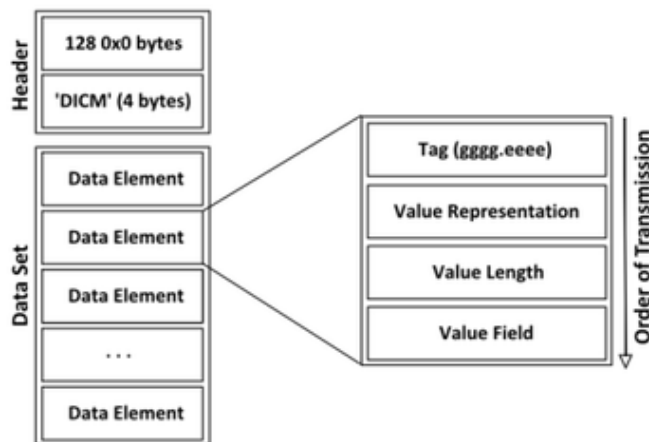 Header
128 0x0 bytes
'DICM' (4 bytes)
Data Set
Data Element
Data Element
Data Element
...
Data Element
Tag (gggg.eeee)
Value Representation
Value Length
Value Field
Order of Transmission